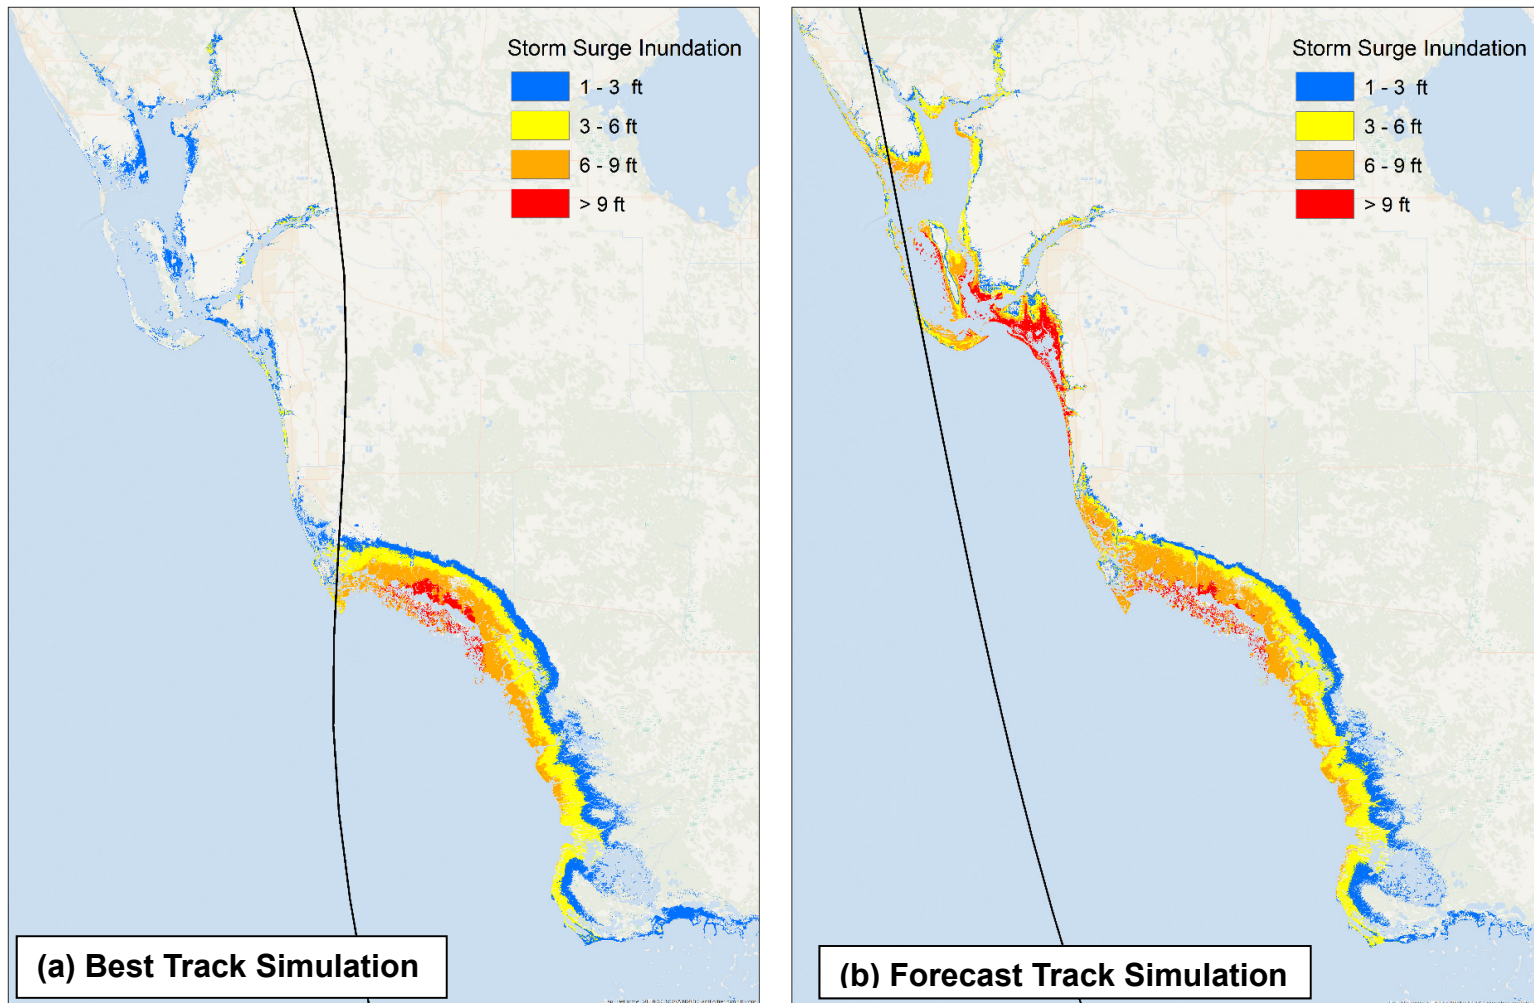 Storm Surge Inundation
1 - 3 ft
3 - 6 ft
6 - 9 ft
> 9 ft
(a) Best Track Simulation
Storm Surge Inundation
1 - 3 ft
3 - 6 ft
6 - 9 ft
> 9 ft
(b) Forecast Track Simulation